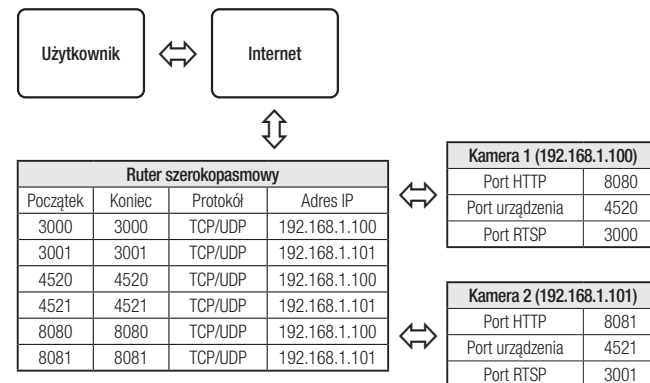 Użytkownik
Internet
Ruter szerokopasmowy
Początek Koniec Protokół Adres IP
3000 3000 TCP/UDP 192.168.1.100
3001 3001 TCP/UDP 192.168.1.101
4520 4520 TCP/UDP 192.168.1.100
4521 4521 TCP/UDP 192.168.1.101
8080 8080 TCP/UDP 192.168.1.100
8081 8081 TCP/UDP 192.168.1.101
Kamera 1 (192.168.1.100)
Port HTTP 8080
Port urządzenia 4520
Port RTSP 3000
Kamera 2 (192.168.1.101)
Port HTTP 8081
Port urządzenia 4521
Port RTSP 3001